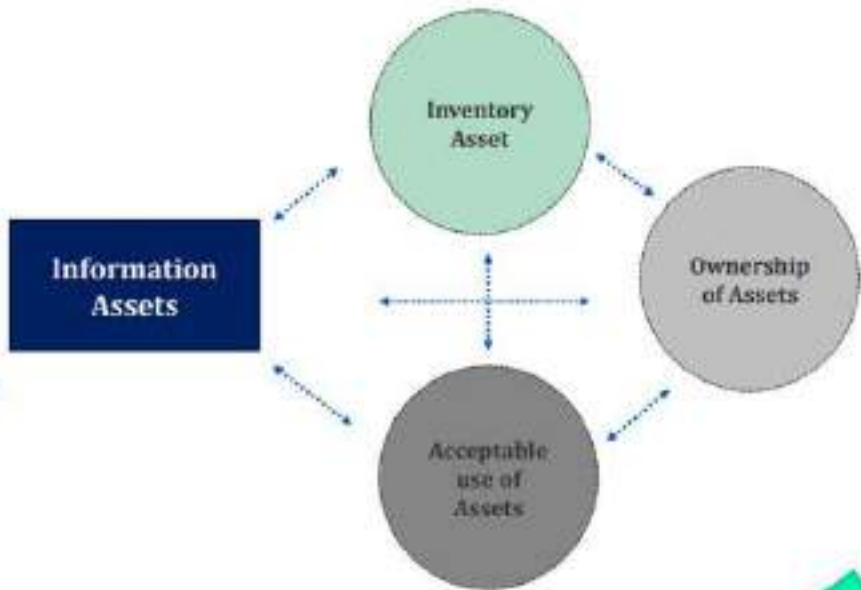 Inventory
Asset
Information
Assets
Ownership
of Assets
Acceptable
use of
Assets